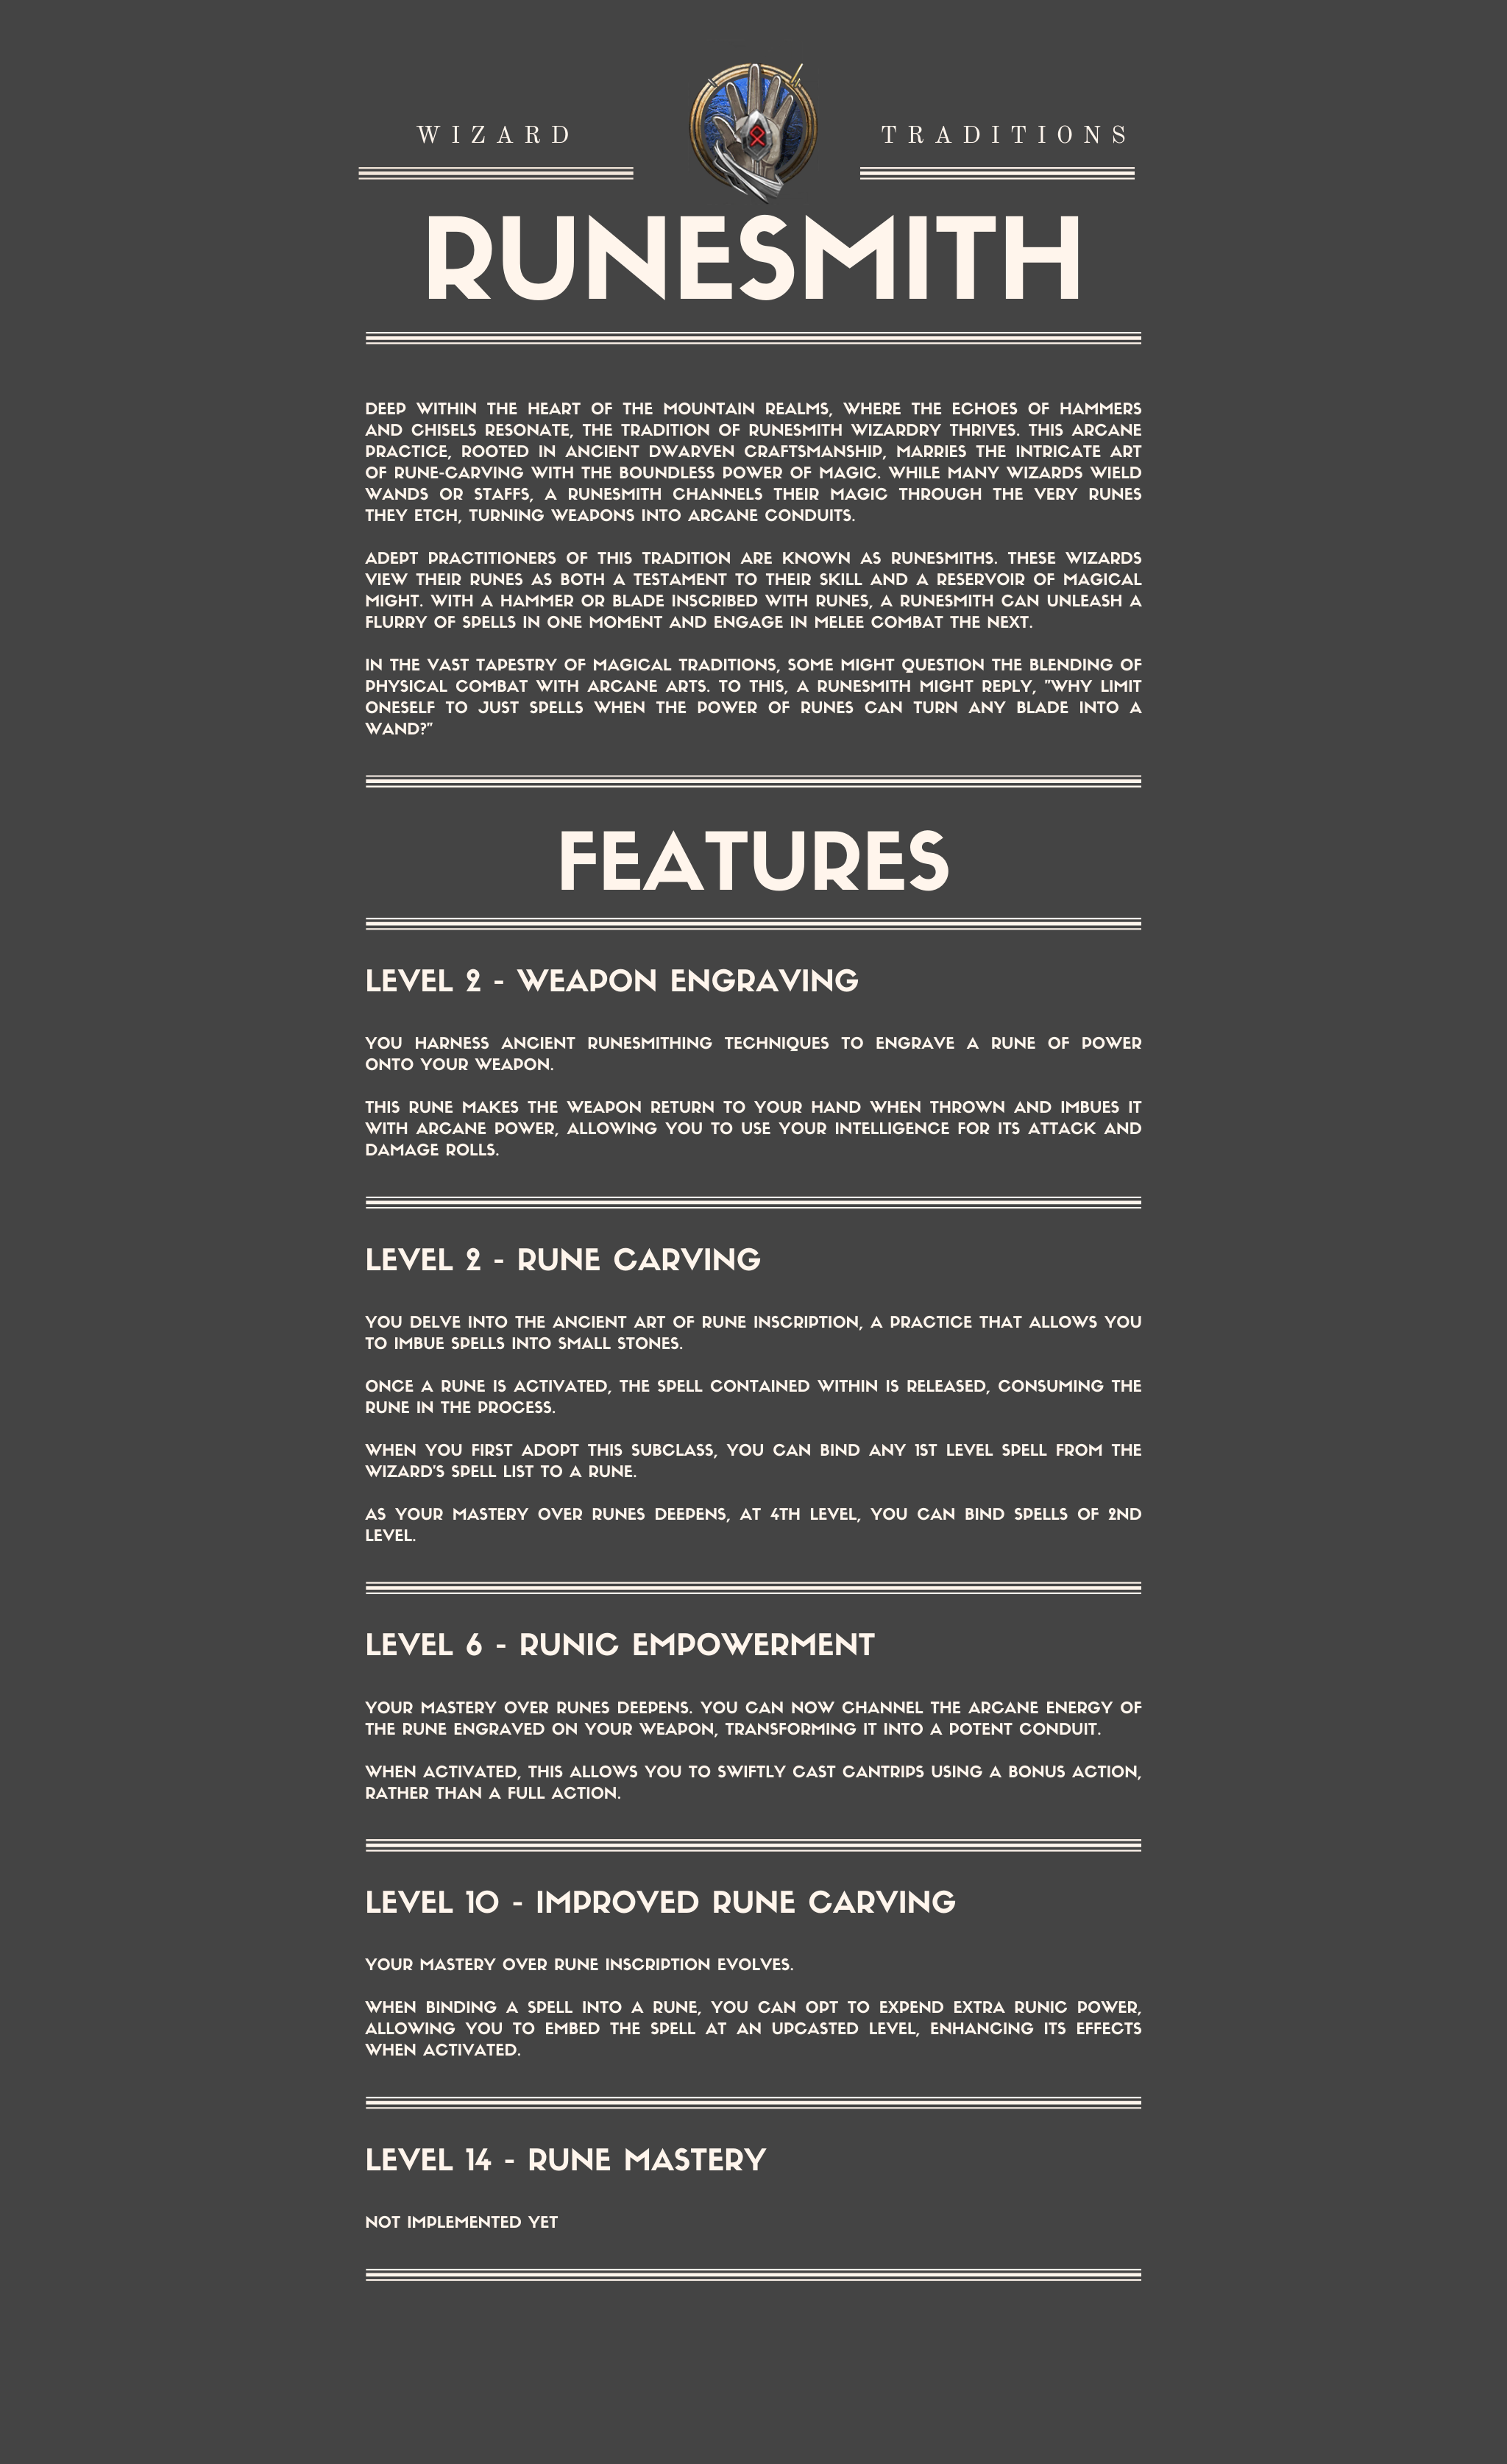 WIZARD
TRADITIONS
RUNESMITH
DEEP WITHIN THE HEART OF THE MOUNTAIN REALMS, WHERE THE ECHOES OF HAMMERS
AND CHISELS RESONATE, THE TRADITION OF RUNESMITH WIZARDRY THRIVES. THIS ARCANE
PRACTICE, ROOTED IN ANCIENT DWARVEN CRAFTSMANSHIP, MARRIES THE INTRICATE ART
OF RUNE-CARVING WITH THE BOUNDLESS POWER OF MAGIC. WHILE MANY WIZARDS WIELD
WANDS OR STAFFS, A RUNESMITH CHANNELS THEIR MAGIC THROUGH THE VERY RUNES
THEY ETCH, TURNING WEAPONS INTO ARCANE CONDUITS.
ADEPT PRACTITIONERS OF THIS TRADITION ARE KNOWN AS RUNESMITHS. THESE WIZARDS
VIEW THEIR RUNES AS BOTH A TESTAMENT TO THEIR SKILL AND A RESERVOIR OF MAGICAL
MIGHT. WITH A HAMMER OR BLADE INSCRIBED WITH RUNES, A RUNESMITH CAN UNLEASH A
FLURRY OF SPELLS IN ONE MOMENT AND ENGAGE IN MELEE COMBAT THE NEXT.
IN THE VAST TAPESTRY OF MAGICAL TRADITIONS, SOME MIGHT QUESTION THE BLENDING OF
PHYSICAL COMBAT WITH ARCANE ARTS. TO THIS, A RUNESMITH MIGHT REPLY, "WHY LIMIT
ONESELF TO JUST SPELLS WHEN THE POWER OF RUNES CAN TURN ANY BLADE INTO A
WAND?"
FEATURES
LEVEL 2 - WEAPON ENGRAVING
YOU HARNESS ANCIENT RUNESMITHING TECHNIQUES TO ENGRAVE A RUNE OF POWER
ONTO YOUR WEAPON.
THIS RUNE MAKES THE WEAPON RETURN TO YOUR HAND WHEN THROWN AND IMBUES IT
WITH ARCANE POWER, ALLOWING YOU TO USE YOUR INTELLIGENCE FOR ITS ATTACK AND
DAMAGE ROLLS.
LEVEL 2 - RUNE CARVING
YOU DELVE INTO THE ANCIENT ART OF RUNE INSCRIPTION, A PRACTICE THAT ALLOWS YOU
TO IMBUE SPELLS INTO SMALL STONES.
ONCE A RUNE IS ACTIVATED, THE SPELL CONTAINED WITHIN IS RELEASED, CONSUMING THE
RUNE IN THE PROCESS.
WHEN YOU FIRST ADOPT THIS SUBCLASS, YOU CAN BIND ANY 1ST LEVEL SPELL FROM THE
WIZARD'S SPELL LIST TO A RUNE.
AS YOUR MASTERY OVER RUNES DEEPENS, AT 4TH LEVEL, YOU CAN BIND SPELLS OF 2ND
LEVEL.
LEVEL 6 - RUNIC EMPOWERMENT
YOUR MASTERY OVER RUNES DEEPENS. YOU CAN NOW CHANNEL THE ARCANE ENERGY OF
THE RUNE ENGRAVED ON YOUR WEAPON, TRANSFORMING IT INTO A POTENT CONDUIT.
WHEN ACTIVATED, THIS ALLOWS YOU TO SWIFTLY CAST CANTRIPS USING A BONUS ACTION,
RATHER THAN A FULL ACTION.
LEVEL 10 - IMPROVED RUNE CARVING
YOUR MASTERY OVER RUNE INSCRIPTION EVOLVES.
WHEN BINDING A SPELL INTO A RUNE, YOU CAN OPT TO EXPEND EXTRA RUNIC POWER,
ALLOWING YOU TO EMBED THE SPELL AT AN UPCASTED LEVEL, ENHANCING ITS EFFECTS
WHEN ACTIVATED.
LEVEL 14 - RUNE MASTERY
NOT IMPLEMENTED YET